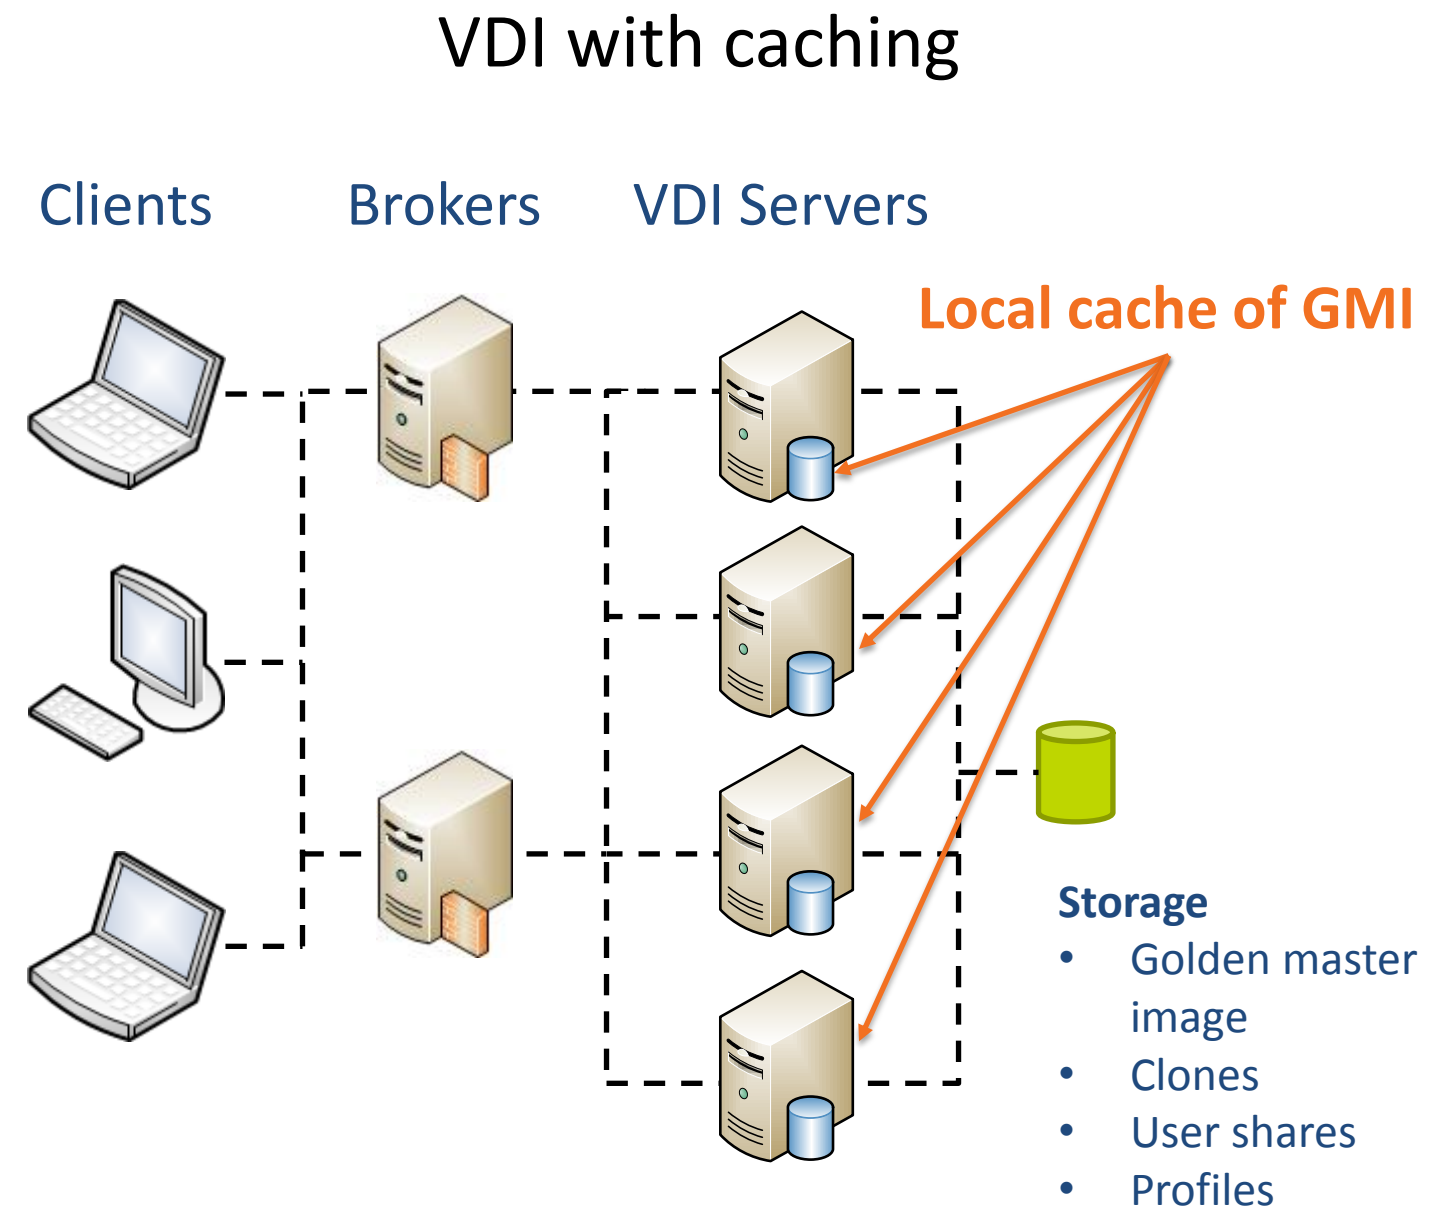 VDI with caching
Clients
Brokers
VDI Servers
Local cache of GMI
Storage
• Golden master
image
• Clones
• User shares
• Profiles